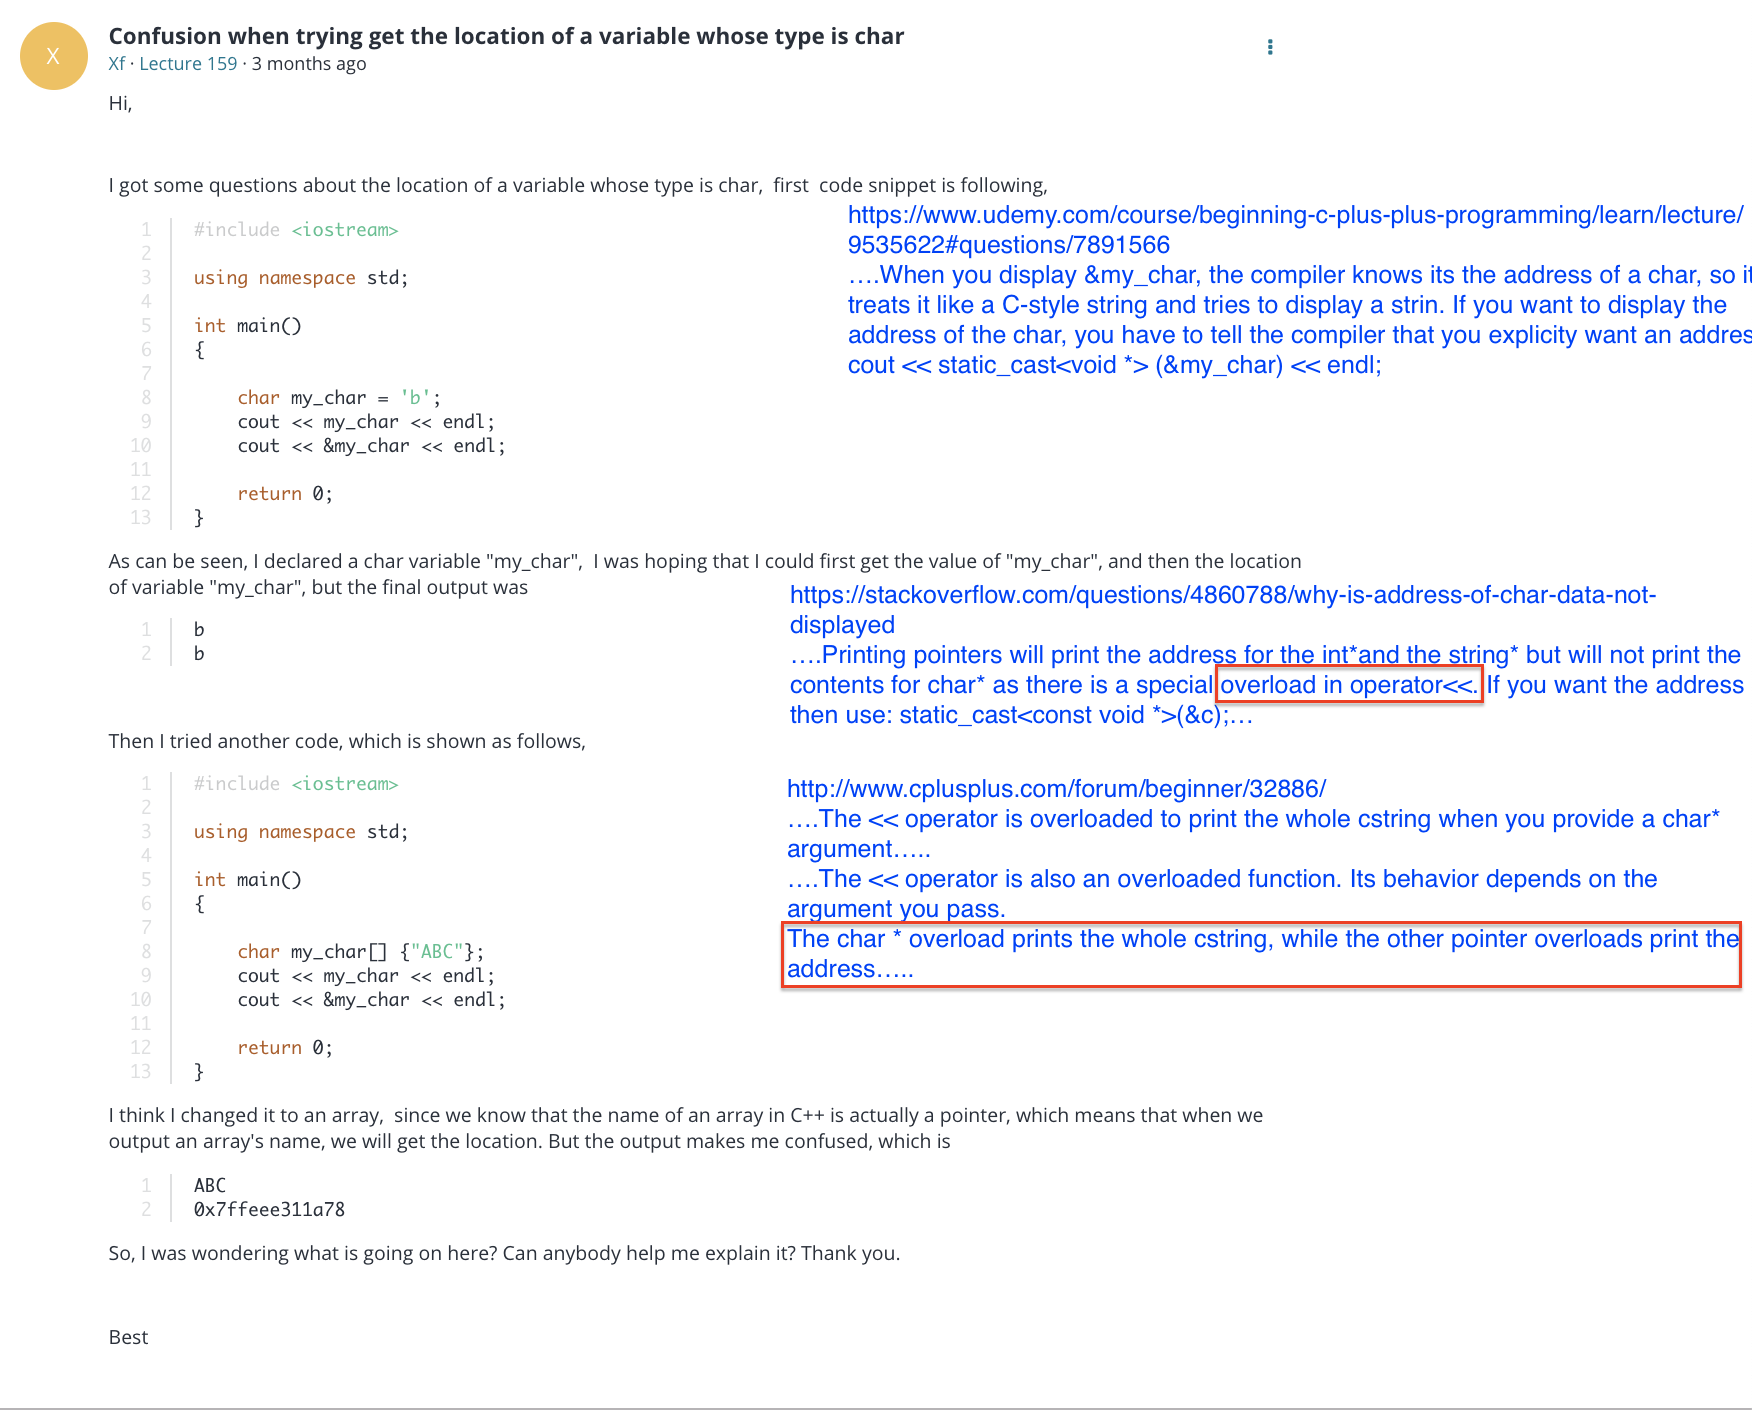 Confusion when trying get the location of a variable whose type is char
X
Xf · Lecture 159 · 3 months ago
Hi,
I got some questions about the location of a variable whose type is char,  first  code snippet is following,
https://www.udemy.com/course/beginning-c-plus-plus-programming/learn/lecture/
9535622#questions/7891566
….When you display &my_char, the compiler knows its the address of a char, so it
treats it like a C-style string and tries to display a strin. If you want to display the
address of the char, you have to tell the compiler that you explicity want an addres
cout << static_cast<void *> (&my_char) << endl;
1 #include <iostream>
2
3 using namespace std;
4
5 int main()
6 {
7
8     char my_char = 'b';
9     cout << my_char << endl;
10     cout << &my_char << endl;
11
12     return 0;
13 }
As can be seen, I declared a char variable "my_char",  I was hoping that I could first get the value of "my_char", and then the location
of variable "my_char", but the final output was
1 b
2 b
https://stackoverflow.com/questions/4860788/why-is-address-of-char-data-not-
displayed
….Printing pointers will print the address for the int*and the string* but will not print the
contents for char* as there is a special overload in operator<<. If you want the address
then use: static_cast<const void *>(&c);…
Then I tried another code, which is shown as follows,
1 #include <iostream>
2
3 using namespace std;
4
5 int main()
6 {
7
8     char my_char[] {"ABC"};
9     cout << my_char << endl;
10     cout << &my_char << endl;
11
12     return 0;
13 }
http://www.cplusplus.com/forum/beginner/32886/
….The << operator is overloaded to print the whole cstring when you provide a char*
argument…..
….The << operator is also an overloaded function. Its behavior depends on the
argument you pass.
The char * overload prints the whole cstring, while the other pointer overloads print the
address…..
I think I changed it to an array,  since we know that the name of an array in C++ is actually a pointer, which means that when we
output an array's name, we will get the location. But the output makes me confused, which is
1 ABC
2 0x7ffeee311a78
So, I was wondering what is going on here? Can anybody help me explain it? Thank you.
Best